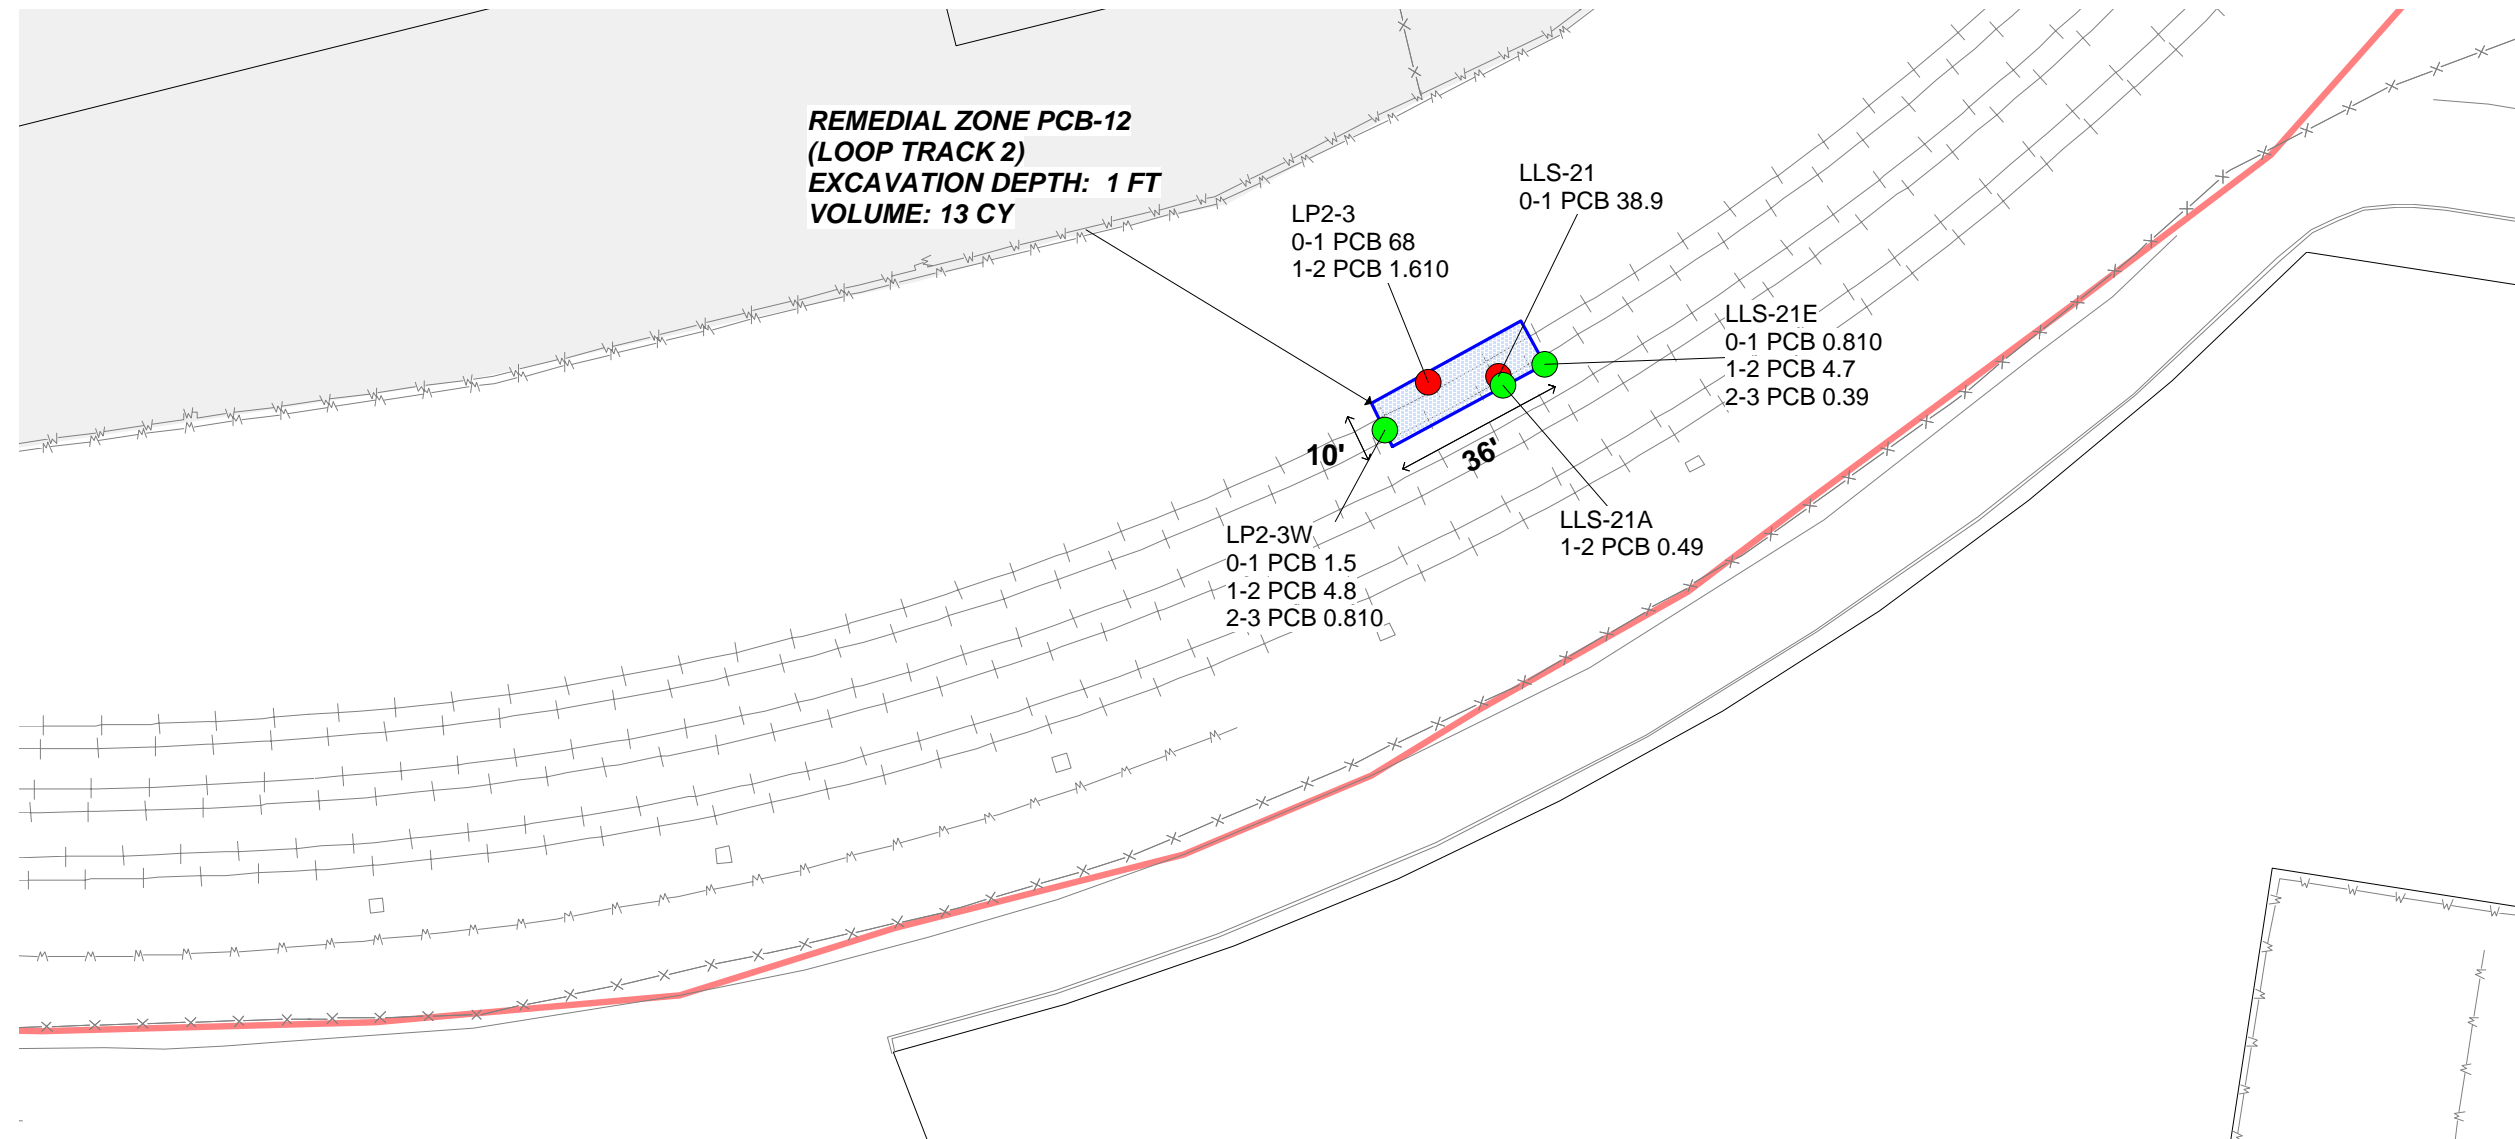 REMEDIAL ZONE PCB-12
(LOOP TRACK 2)
EXCAVATION DEPTH:  1 FT
VOLUME: 13 CY
LLS-21
0-1 PCB 38.9
LP2-3
0-1 PCB 68
1-2 PCB 1.610
LLS-21E
0-1 PCB 0.810
1-2 PCB 4.7
2-3 PCB 0.39
10'
36'
LLS-21A
1-2 PCB 0.49
LP2-3W
0-1 PCB 1.5
1-2 PCB 4.8
2-3 PCB 0.810